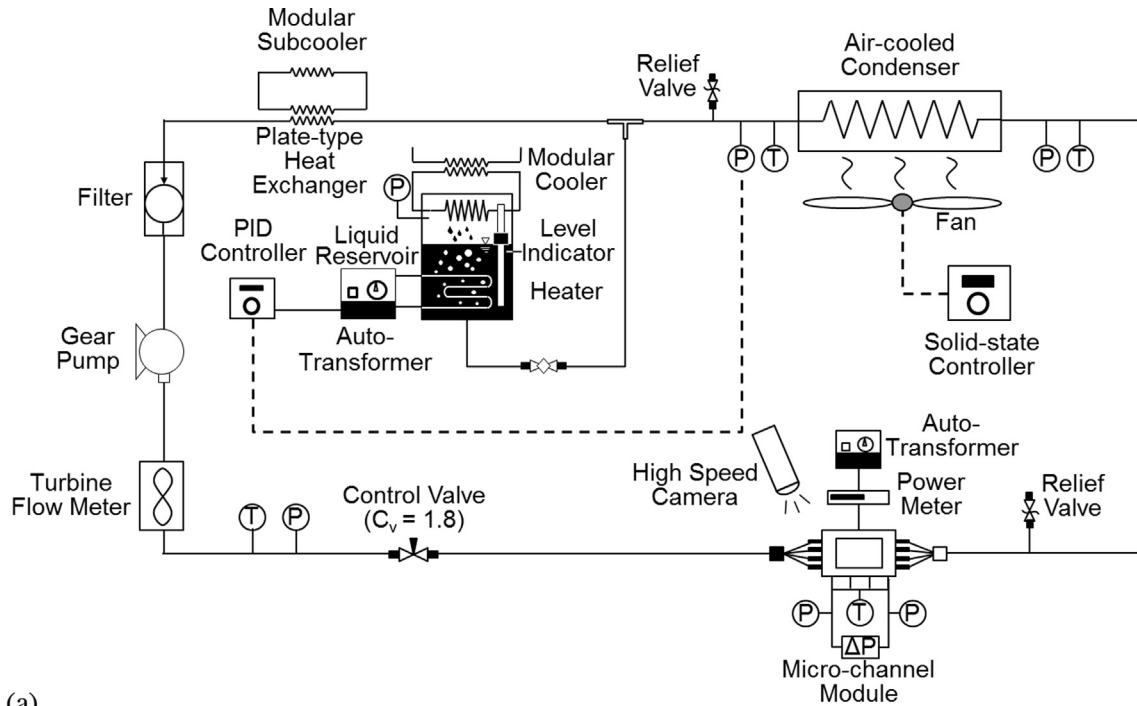 Modular
Subcooler
Plate-type
Heat
Exchanger
Relief
Valve
Air-cooled
Condenser
P
T
P
T
Fan
Solid-state
Controller
Filter
P
Modular
Cooler
Level
Indicator
Heater
PID
Controller
Liquid
Reservoir
Auto-
Transformer
Gear
Pump
Turbine
Flow Meter
T
P
Control Valve
(Cv = 1.8)
High Speed
Camera
Auto-
Transformer
Power
Meter
Relief
Valve
P
T
P
ΔP
Micro-channel
Module
(a)